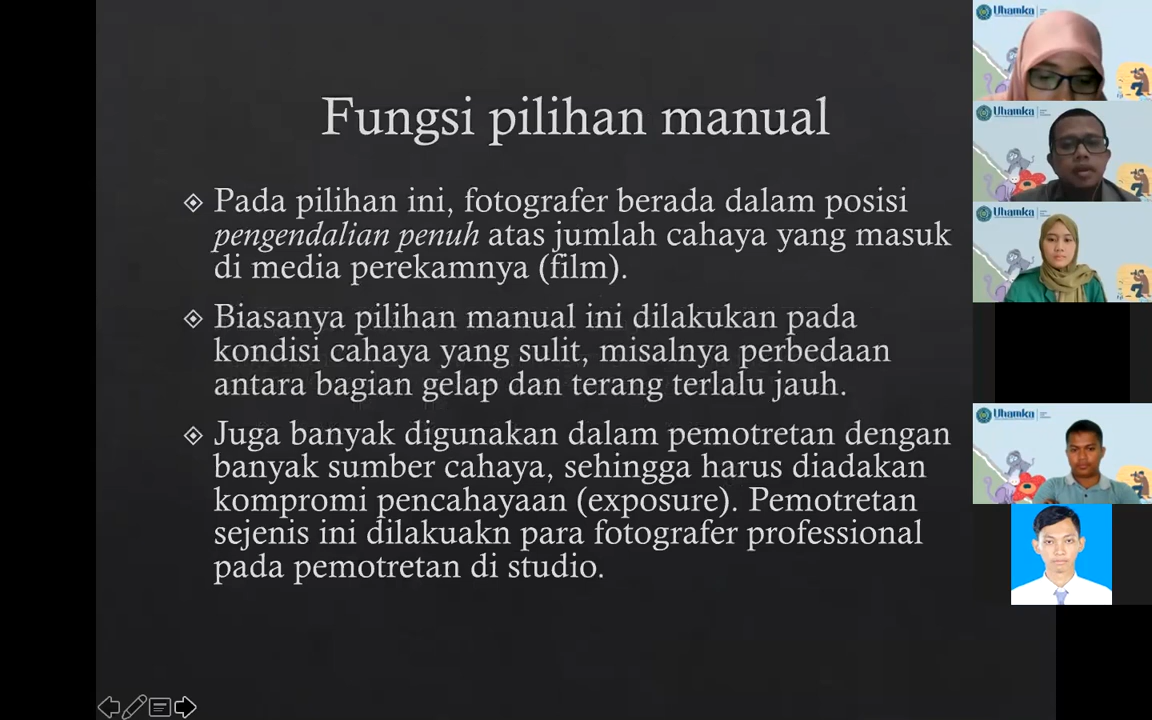 Fungsi pilihan manual
Pada pilihan ini, fotografer berada dalam posisi
pengendalian penuh atas jumlah cahaya yang masuk
di media perekamnya (film).
Biasanya pilihan manual ini dilakukan pada
kondisi cahaya yang sulit, misalnya perbedaan
antara bagian gelap dan terang terlalu jauh.
Juga banyak digunakan dalam pemotretan dengan
banyak sumber cahaya, sehingga harus diadakan
kompromi pencahayaan (exposure). Pemotretan
sejenis ini dilakuakn para fotografer professional
pada pemotretan di studio.
Uhamka
Uhamka
Uhamka
Uhamka